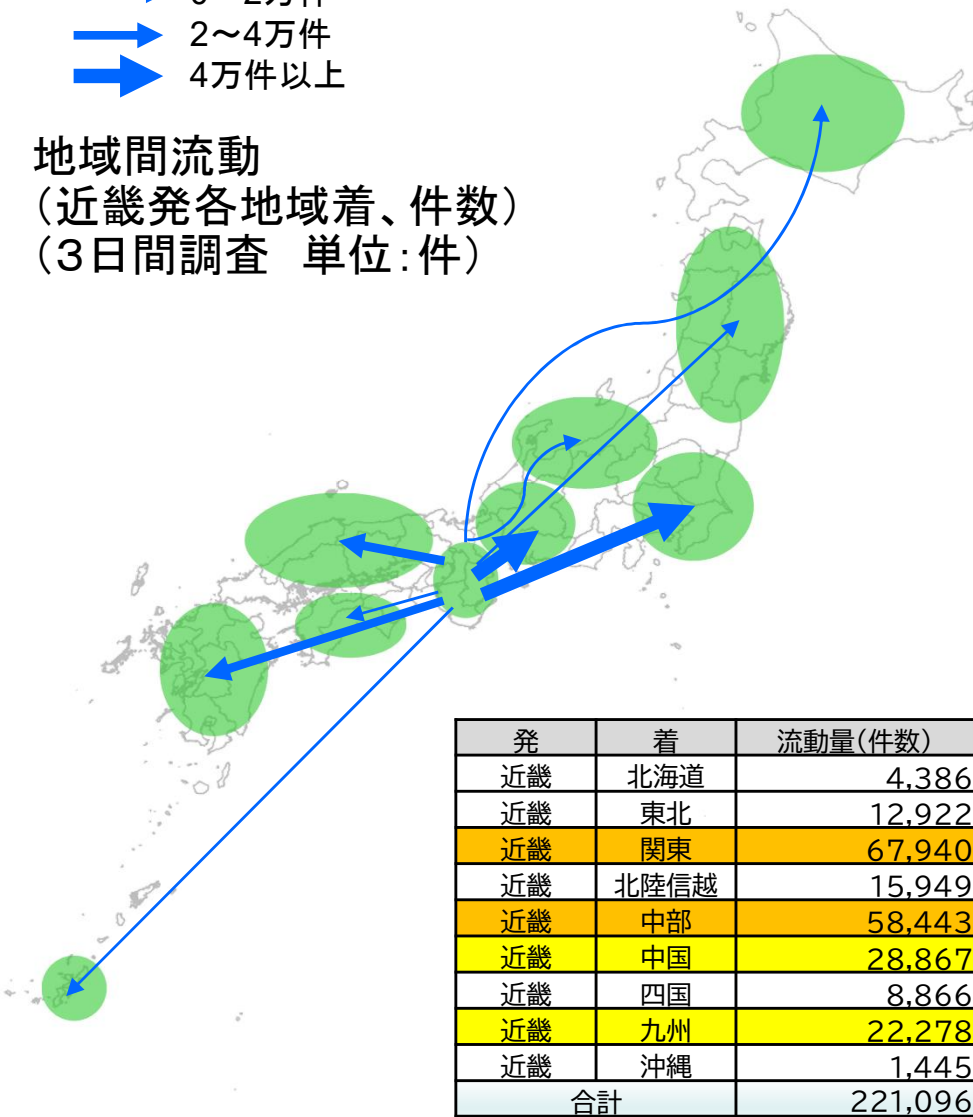 2～4万件
4万件以上
地域間流動
（近畿発各地域着、件数）
（3日間調査　単位：件）
発 着 流動量（件数）
近畿 北海道 4,386
近畿 東北 12,922
近畿 関東 67,940
近畿 北陸信越 15,949
近畿 中部 58,443
近畿 中国 28,867
近畿 四国 8,866
近畿 九州 22,278
近畿 沖縄 1,445
合計 221,096